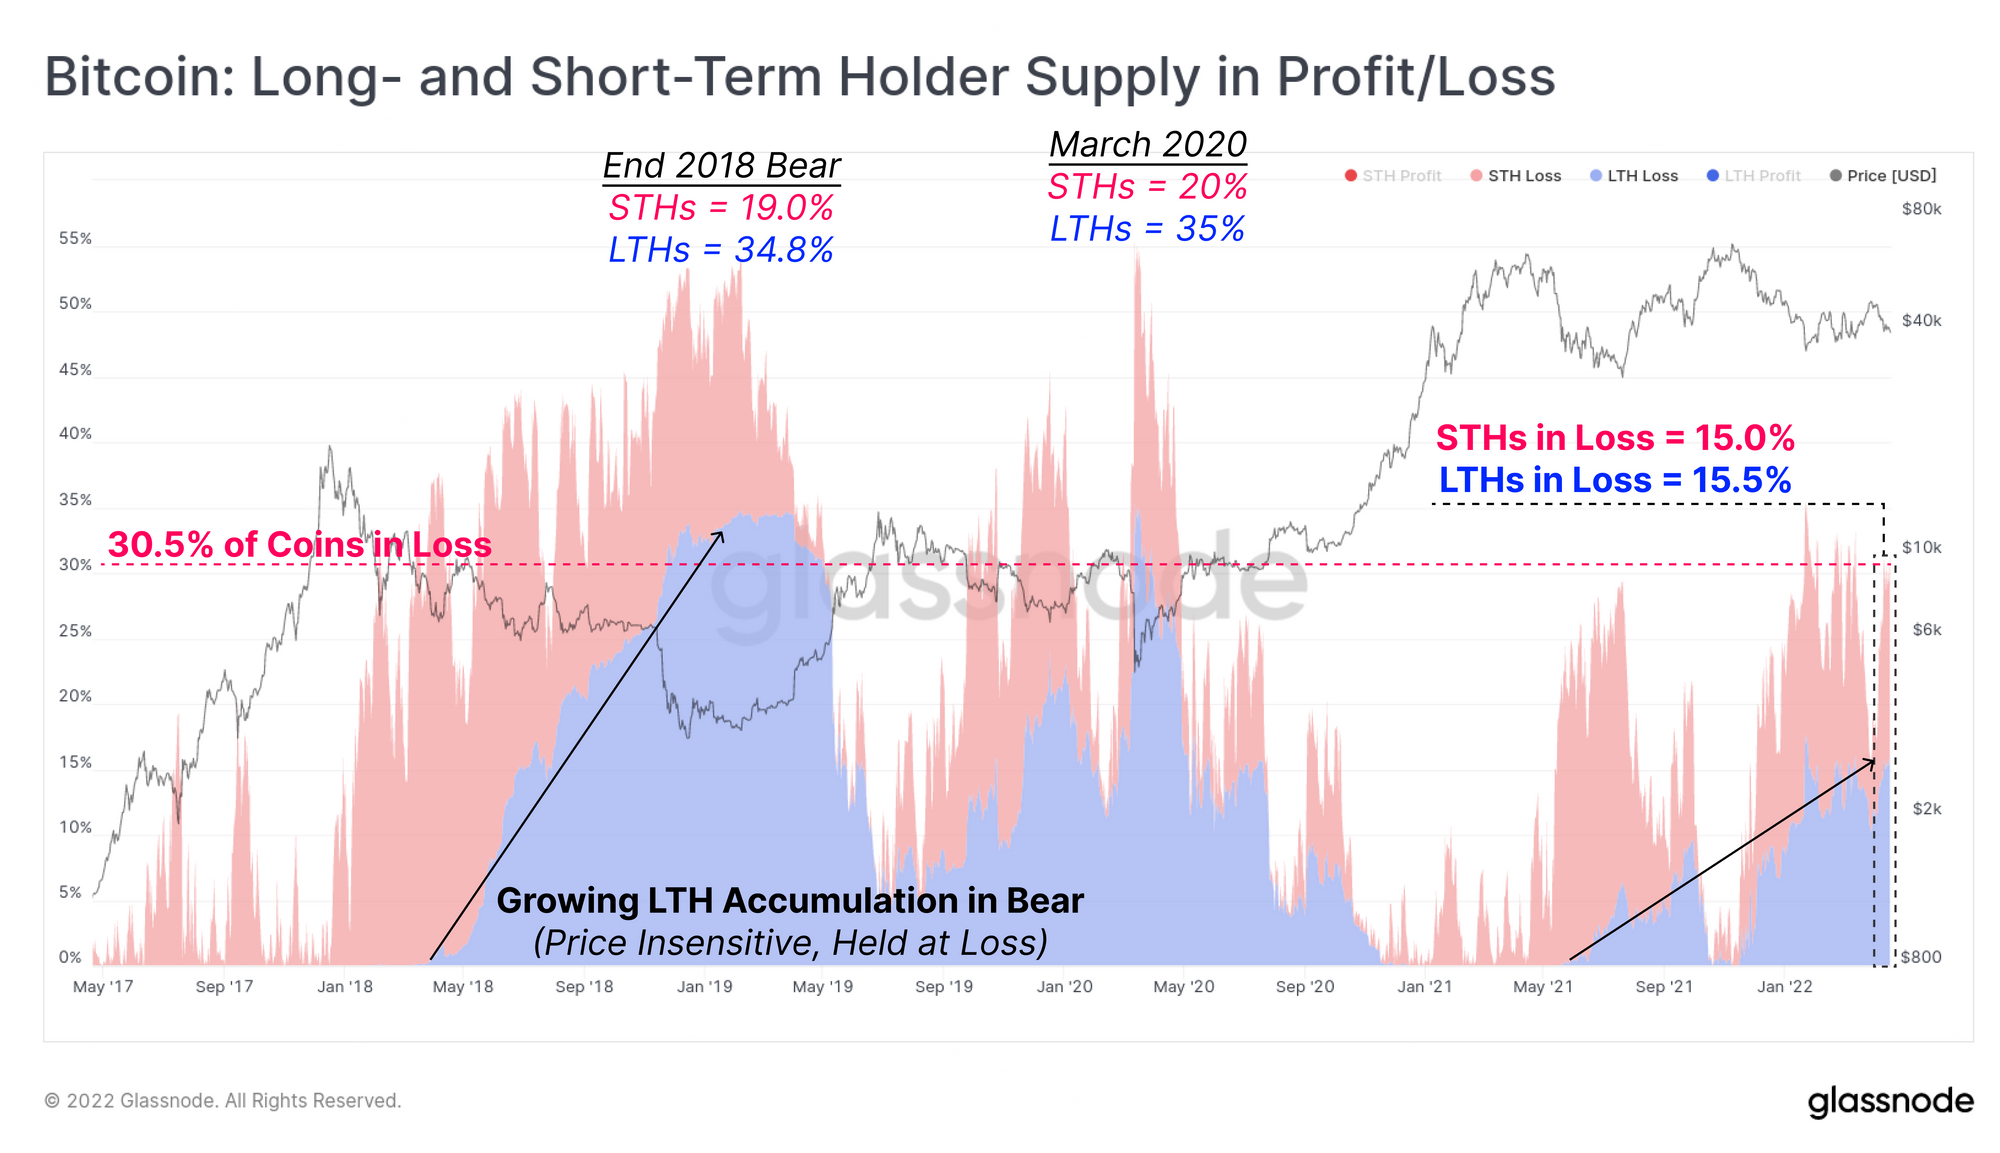 Bitcoin: Long- and Short-Term Holder Supply in Profit/Loss
End 2018 Bear
STHs = 19.0%
LTHs = 34.8%
March 2020
STHs = 20%
LTHs = 35%
STH Profit
STH Loss
LTH Loss
LTH Profit
Price [USD]
55%
50%
45%
40%
35%
30%
25%
20%
15%
10%
5%
0%
$80k
$40k
$10k
$6k
$2k
$800
STHs in Loss = 15.0%
LTHs in Loss = 15.5%
30.5% of Coins in Loss
glassnode
Growing LTH Accumulation in Bear
(Price Insensitive, Held at Loss)
May '17
Sep '17
Jan '18
May '18
Sep '18
Jan '19
May '19
Sep '19
Jan '20
May '20
Sep '20
Jan '21
May '21
Sep '21
Jan '22
© 2022 Glassnode. All Rights Reserved.
glassnode